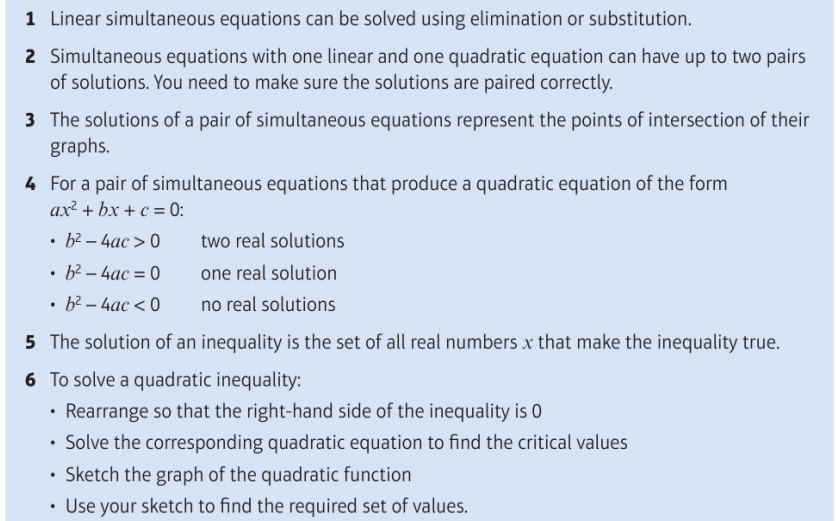 1 Linear simultaneous equations can be solved using elimination or substitution.
2 Simultaneous equations with one linear and one quadratic equation can have up to two pairs
of solutions. You need to make sure the solutions are paired correctly.
3 The solutions of a pair of simultaneous equations represent the points of intersection of their
graphs.
4 For a pair of simultaneous equations that produce a quadratic equation of the form
ax² + bx + c = 0:
• b² – 4ac > 0 two real solutions
• b² – 4ac = 0 one real solution
• b² – 4ac < 0 no real solutions
5 The solution of an inequality is the set of all real numbers x that make the inequality true.
6 To solve a quadratic inequality:
• Rearrange so that the right-hand side of the inequality is 0
• Solve the corresponding quadratic equation to find the critical values
• Sketch the graph of the quadratic function
• Use your sketch to find the required set of values.